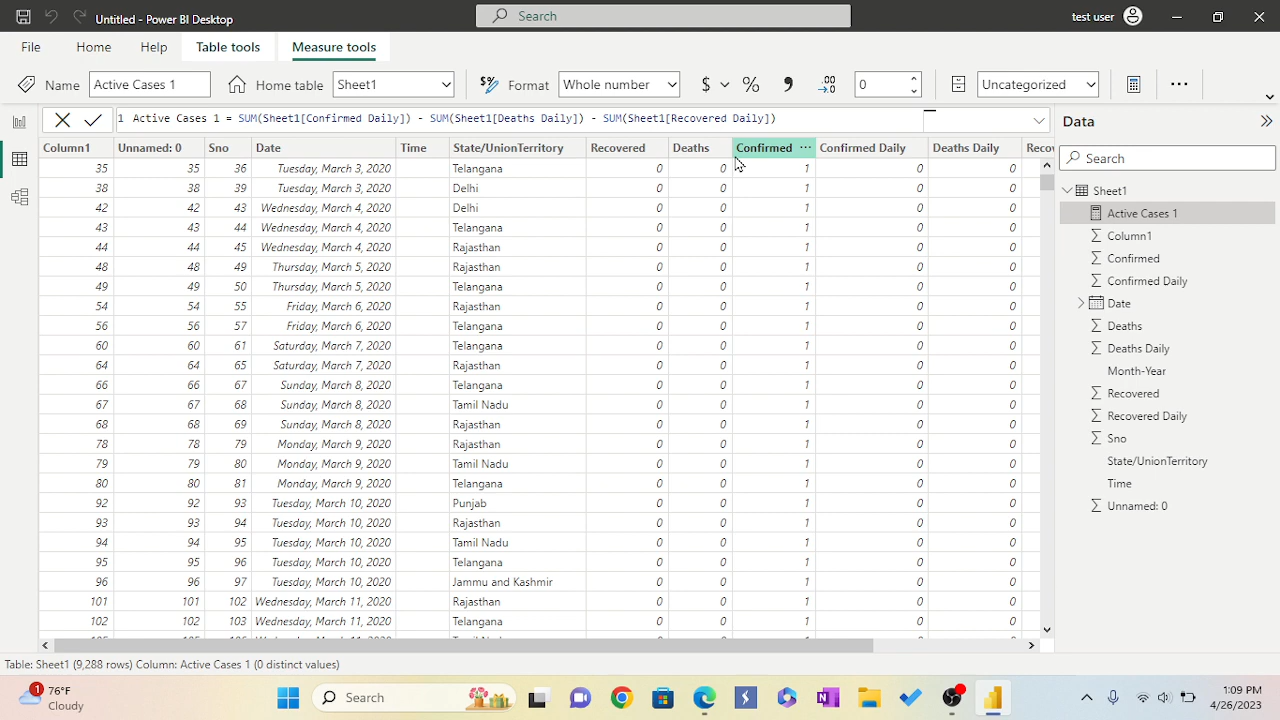 Untitled - Power BI Desktop
Search
test user
File Home Help Table tools Measure tools
Name Active Cases 1 Home table Sheet1 Format Whole number $ % 9 .00 0 Uncategorized
1 Active Cases 1 = SUM(Sheet1[Confirmed Daily]) - SUM(Sheet1[Deaths Daily]) - SUM(Sheet1[Recovered Daily])
Column1 Unnamed: 0 Sno Date Time State/UnionTerritory Recovered Deaths Confirmed Confirmed Daily Deaths Daily Recov
35 35 36 Tuesday, March 3, 2020 Telangana 0 0 1 0 0
38 38 39 Tuesday, March 3, 2020 Delhi 0 0 1 0 0
42 42 43 Wednesday, March 4, 2020 Delhi 0 0 1 0 0
43 43 44 Wednesday, March 4, 2020 Telangana 0 0 1 0 0
44 44 45 Wednesday, March 4, 2020 Rajasthan 0 0 1 0 0
48 48 49 Thursday, March 5, 2020 Rajasthan 0 0 1 0 0
49 49 50 Thursday, March 5, 2020 Telangana 0 0 1 0 0
54 54 55 Friday, March 6, 2020 Rajasthan 0 0 1 0 0
56 56 57 Friday, March 6, 2020 Telangana 0 0 1 0 0
60 60 61 Saturday, March 7, 2020 Telangana 0 0 1 0 0
64 64 65 Saturday, March 7, 2020 Rajasthan 0 0 1 0 0
66 66 67 Sunday, March 8, 2020 Telangana 0 0 1 0 0
67 67 68 Sunday, March 8, 2020 Tamil Nadu 0 0 1 0 0
68 68 69 Sunday, March 8, 2020 Rajasthan 0 0 1 0 0
78 78 79 Monday, March 9, 2020 Rajasthan 0 0 1 0 0
79 79 80 Monday, March 9, 2020 Tamil Nadu 0 0 1 0 0
80 80 81 Monday, March 9, 2020 Telangana 0 0 1 0 0
92 92 93 Tuesday, March 10, 2020 Punjab 0 0 1 0 0
93 93 94 Tuesday, March 10, 2020 Rajasthan 0 0 1 0 0
94 94 95 Tuesday, March 10, 2020 Tamil Nadu 0 0 1 0 0
95 95 96 Tuesday, March 10, 2020 Telangana 0 0 1 0 0
96 96 97 Tuesday, March 10, 2020 Jammu and Kashmir 0 0 1 0 0
101 101 102 Wednesday, March 11, 2020 Rajasthan 0 0 1 0 0
102 102 103 Wednesday, March 11, 2020 Telangana 0 0 1 0 0
Data
Search
Sheet1
Active Cases 1
Column1
Confirmed
Confirmed Daily
Date
Deaths
Deaths Daily
Month-Year
Recovered
Recovered Daily
Sno
State/UnionTerritory
Time
Unnamed: 0
Table: Sheet1 (9,288 rows) Column: Active Cases 1 (0 distinct values)
1
76°F
Cloudy
Search
1:09 PM
4/26/2023